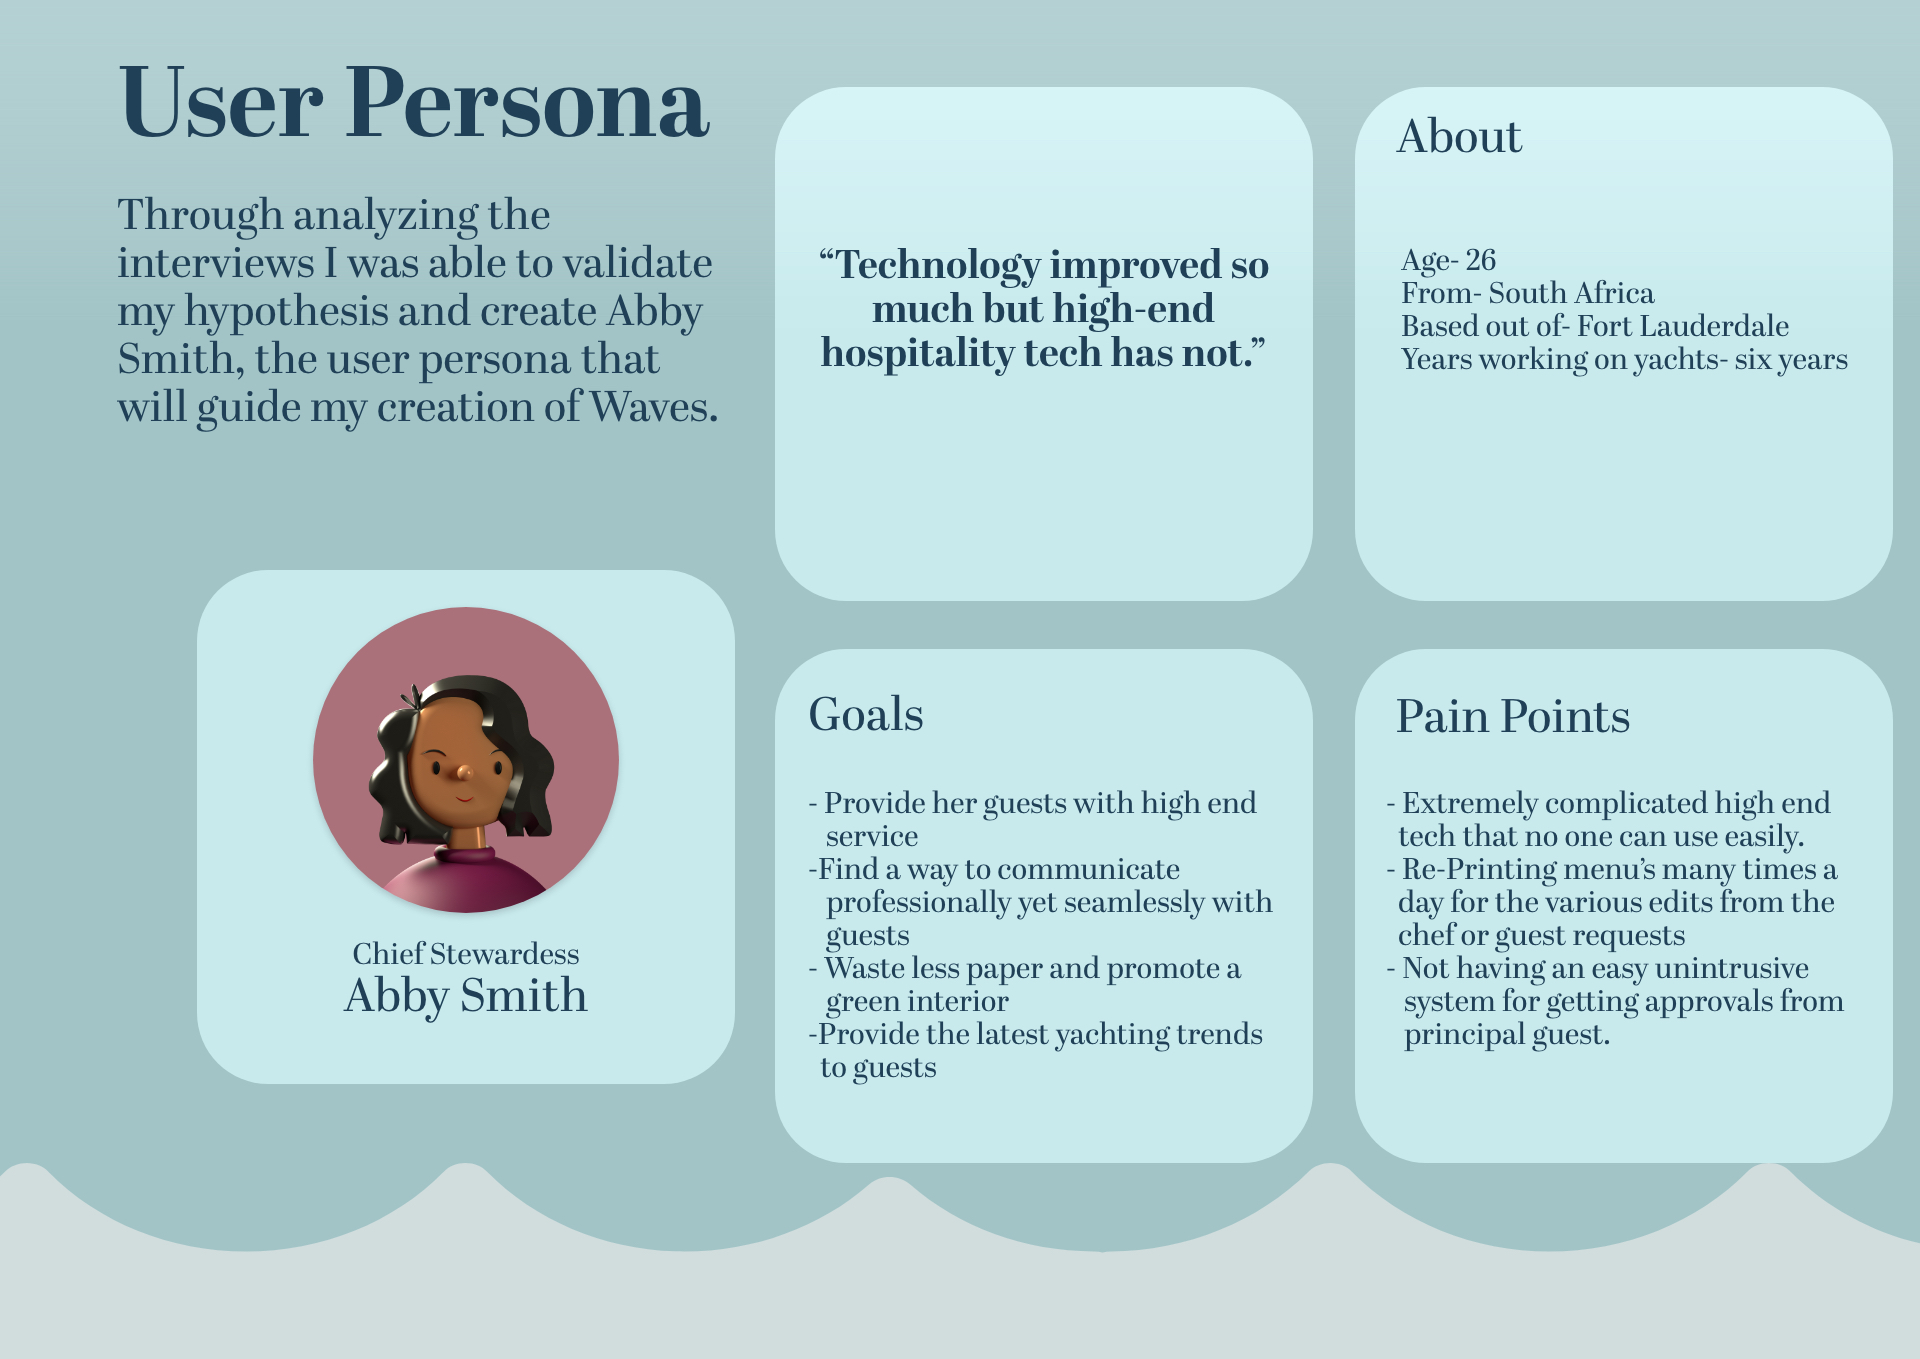 User Persona
Through analyzing the
interviews I was able to validate
my hypothesis and create Abby
Smith, the user persona that
will guide my creation of Waves.
Chief Stewardess
Abby Smith
“Technology improved so
much but high-end
hospitality tech has not.”
About
Age- 26
From- South Africa
Based out of- Fort Lauderdale
Years working on yachts- six years
Goals
- Provide her guests with high end
service
-Find a way to communicate
professionally yet seamlessly with
guests
- Waste less paper and promote a
green interior
-Provide the latest yachting trends
to guests
Pain Points
- Extremely complicated high end
tech that no one can use easily.
- Re-Printing menu’s many times a
day for the various edits from the
chef or guest requests
- Not having an easy unintrusive
system for getting approvals from
principal guest.